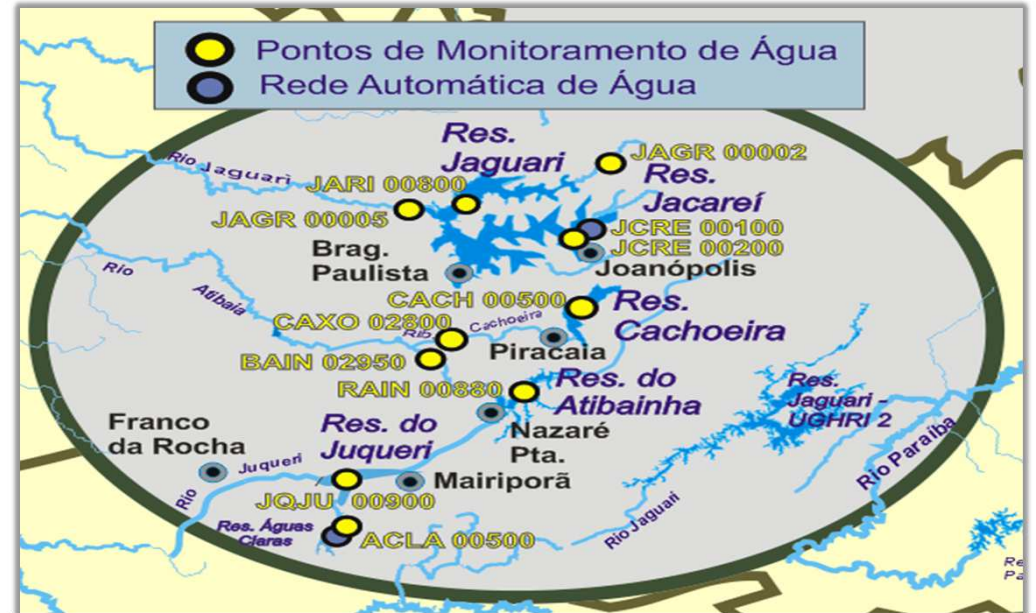 Pontos de Monitoramento de Água
Rede Automática de Água
Res.
Jaguari
JAGR 00002
Rio Jaguari
Res.
Jacareí
JARI 00800
JAGR 00005
JCRE 00100
JCRE 00200
Brag.
Paulista
Joanópolis
Rio
Atibaia
CACH 00500
Res.
Cachoeira
CAXO 02800
Rib. Cachoeira
Piracaia
BAIN 02950
RAIN 00880
Res. do
Atibainha
Res.
Jaguari -
UGHRI 2
Franco
da Rocha
Res. do
Juqueri
Nazaré
Pta.
Rio Paraíba
Rio Juqueri
Mairiporã
JQJU 00900
Res. Águas
Claras
ACLA 00500
Rio Jaguari